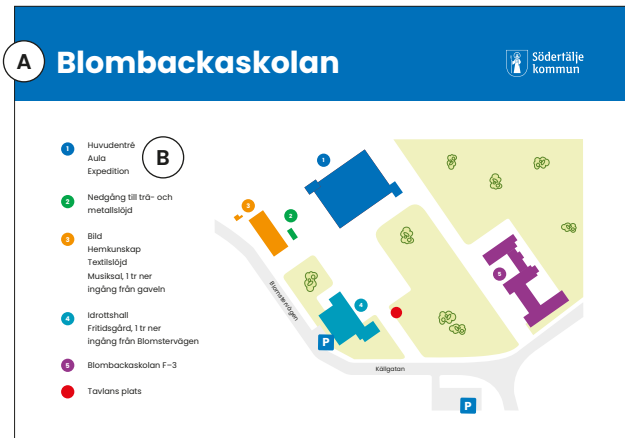 A
Blombackaskolan
Södertälje
kommun
B
1
Huvudentré
Aula
Expedition
2
Nedgång till trä- och
metallslöjd
3
Bild
Hemkunskap
Textilslöjd
Musiksal, 1 tr ner
ingång från gaveln
4
Idrottshall
Fritidsgård, 1 tr ner
ingång från Blomstervägen
5
Blombackaskolan F-3
Tavlans plats
1
3
2
5
4
Blomstervägen
P
Källgatan
P